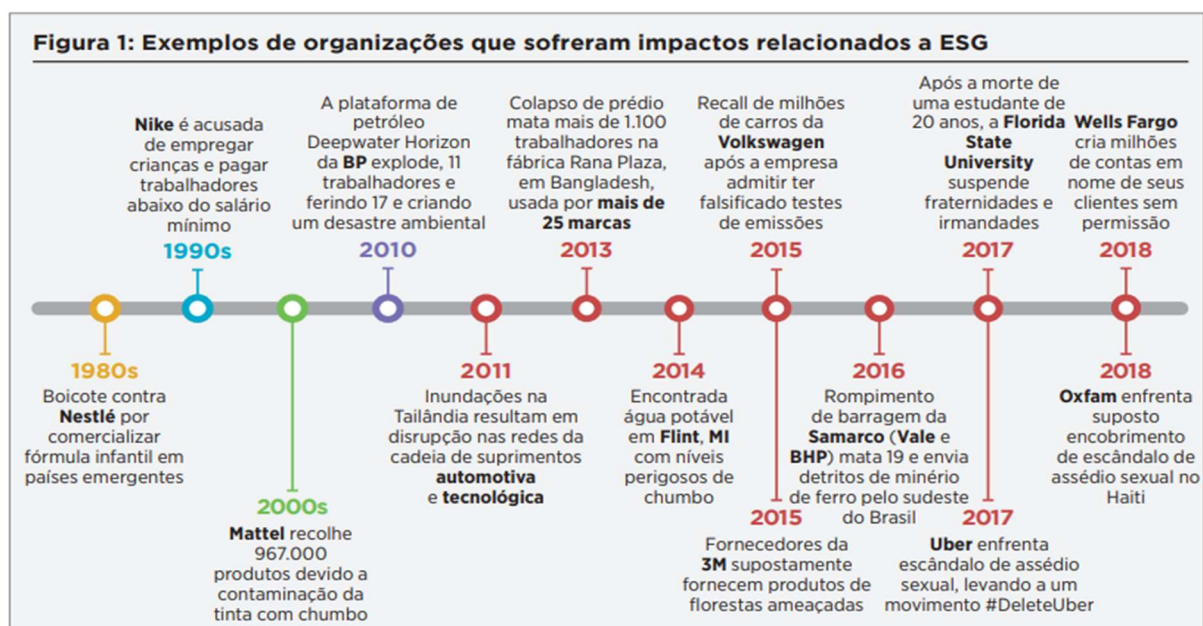 Figura 1: Exemplos de organizações que sofreram impactos relacionados a ESG
Nike é acusada
de empregar
crianças e pagar
trabalhadores
abaixo do salário
mínimo
1990s
A plataforma de
petróleo
Deepwater Horizon
da BP explode, 11
trabalhadores e
ferindo 17 e criando
um desastre ambiental
2010
Colapso de prédio
mata mais de 1.100
trabalhadores na
fábrica Rana Plaza,
em Bangladesh,
usada por mais de
25 marcas
2013
Recall de milhões
de carros da
Volkswagen
após a empresa
admitir ter
falsificado testes
de emissões
2015
Após a morte de
uma estudante de
20 anos, a Florida
State
University
suspende
fraternidades e
irmandades
2017
Wells Fargo
cria milhões
de contas em
nome de seus
clientes sem
permissão
2018
1980s
Boicote contra
Nestlé por
comercializar
fórmula infantil em
países emergentes
2000s
Mattel recolhe
967.000
produtos devido a
contaminação da
tinta com chumbo
2011
Inundações na
Tailândia resultam em
disrupção nas redes da
cadeia de suprimentos
automotiva
e tecnológica
2014
Encontrada
água potável
em Flint, MI
com níveis
perigosos de
chumbo
2015
Fornecedores da
3M supostamente
fornecem produtos de
florestas ameaçadas
2016
Rompimento
de barragem da
Samarco (Vale e
BHP) mata 19 e envia
detritos de minério
de ferro pelo sudeste
do Brasil
2017
Uber enfrenta
escândalo de assédio
sexual, levando a um
movimento #DeleteUber
2018
Oxfam enfrenta
suposto
encobrimento
de escândalo de
assédio sexual no
Haiti